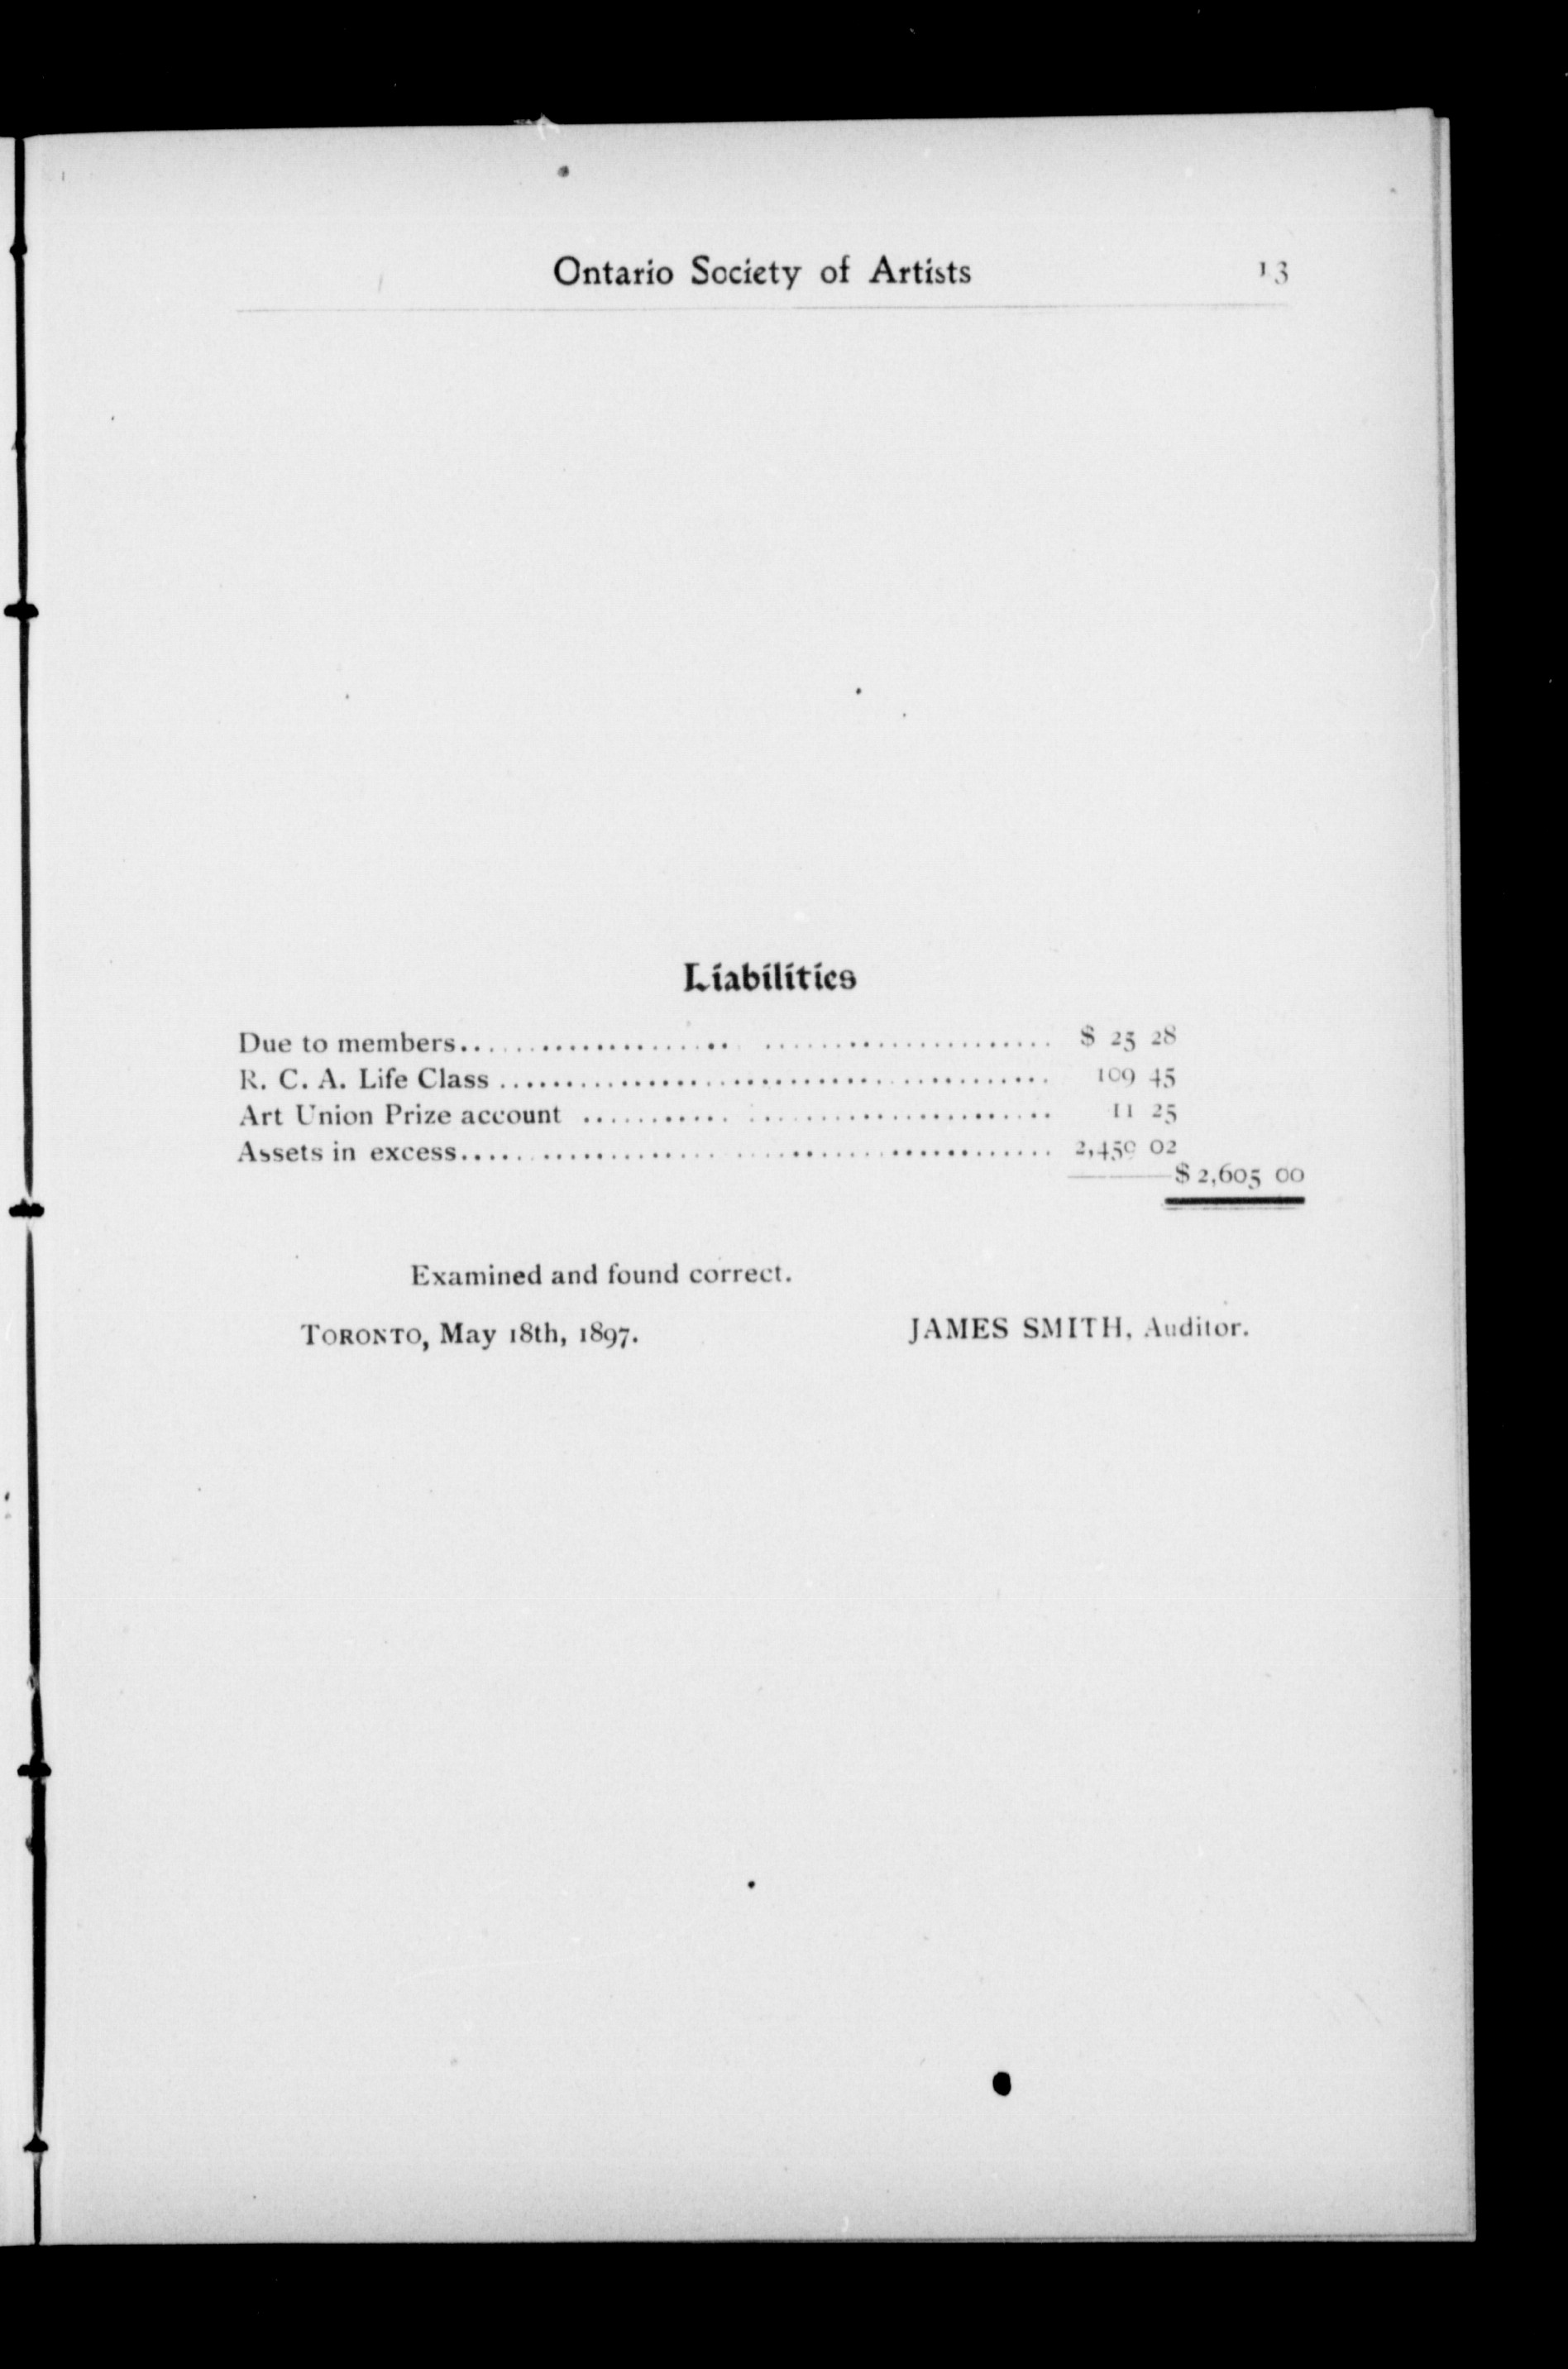 Ontario Society of Artists 13
Liabilities
Due to members........................................ $ 25 28
R. C. A. Life Class ........................................ 109 45
Art Union Prize account ................................ 11 25
Assets in excess........................................ 2,459 02
$ 2,605 00
Examined and found correct.
TORONTO, May 18th, 1897. JAMES SMITH, Auditor.